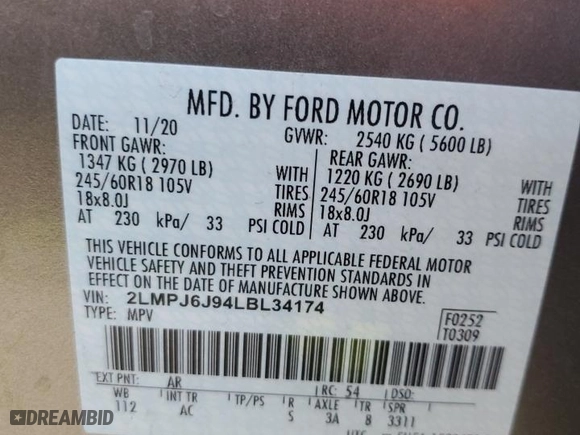 MFD. BY FORD MOTOR CO.
DATE: 11/20 GVWR: 2540 KG ( 5600 LB)
FRONT GAWR: REAR GAWR:
1347 KG ( 2970 LB) WITH 1220 KG ( 2690 LB) WITH
245/60R18 105V TIRES 245/60R18 105V TIRES
18x8.0J RIMS 18x8.0J RIMS
AT 230 kPa/ 33 PSI COLD AT 230 kPa/ 33 PSI COLD
THIS VEHICLE CONFORMS TO ALL APPLICABLE FEDERAL MOTOR
VEHICLE SAFETY AND THEFT PREVENTION STANDARDS IN
EFFECT ON THE DATE OF MANUFACTURE SHOWN ABOVE.
VIN: 2LMPJ6J94LBL34174 F0252
TYPE: MPV T0309
EXT PNT: AR RC: 54 DSO:
WB INT TR TP/PS R AXLE TR SPR
112 AC S 3A 8 3311
DREAMBID